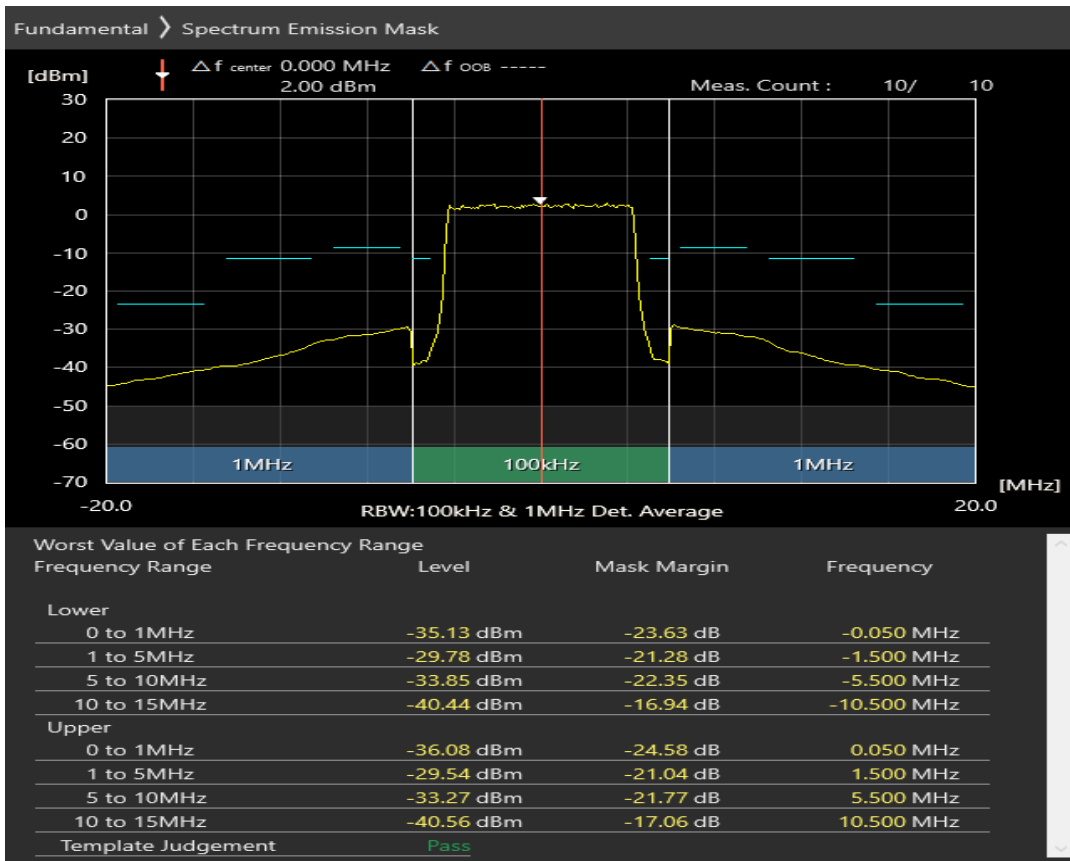 Fundamental ❯ Spectrum Emission Mask
[dBm] Δf center 0.000 MHz Δf OOB -----
2.00 dBm Meas. Count : 10/ 10
30
20
10
0
-10
-20
-30
-40
-50
-60
1MHz 100kHz 1MHz
-70 [MHz]
-20.0 RBW:100kHz & 1MHz Det. Average 20.0
Worst Value of Each Frequency Range
Frequency Range Level Mask Margin Frequency
Lower
0 to 1MHz -35.13 dBm -23.63 dB -0.050 MHz
1 to 5MHz -29.78 dBm -21.28 dB -1.500 MHz
5 to 10MHz -33.85 dBm -22.35 dB -5.500 MHz
10 to 15MHz -40.44 dBm -16.94 dB -10.500 MHz
Upper
0 to 1MHz -36.08 dBm -24.58 dB 0.050 MHz
1 to 5MHz -29.54 dBm -21.04 dB 1.500 MHz
5 to 10MHz -33.27 dBm -21.77 dB 5.500 MHz
10 to 15MHz -40.56 dBm -17.06 dB 10.500 MHz
Template Judgement Pass